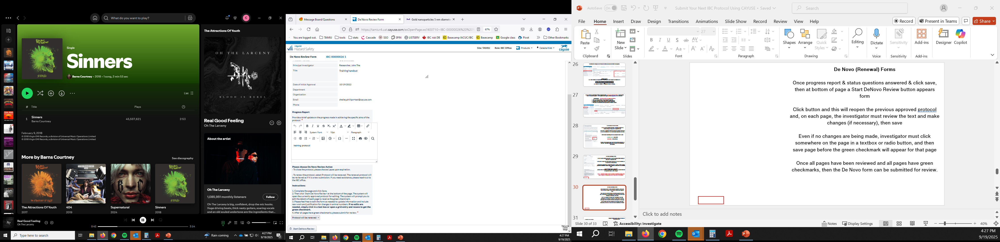 What do you want to play?
C
Single
Sinners
Barns Courtney • 2018 • 1 song, 2 min 53 sec
List
# Title Plays
1 Sinners 45,557,621 2:53
Barns Courtney
February 9, 2018
© 2018 Virgin EMI Records, a division of Universal Music Operations Limited
℗ 2018 Virgin EMI Records, a division of Universal Music Operations Limited
More by Barns Courtney
See discography
The Attractions Of Youth
2017
404
2019
Supernatural
2024
Sinners
2018
The Attractions Of Youth
OH THE LARCENY
BLOOD IS REBEL
Real Good Feeling
Oh The Larceny
About the artist
Oh The Larceny
1,085,951 monthly listeners
Follow
Oh The Larceny is big, confident, drop the mic hooks.
Huge driving beats, thick nasty guitars, soaring vocals
and an old souled undertone are the ingredients that...
Real Good Feeling
Oh The Larceny
0:42
3:14
Type here to search
Rain coming
4:27 PM
9/19/2025
Message Board/Questions
De Novo Review Form
Gold nanoparticles 5 nm diamete
https://tamiur4.uat.cayuse.com/esOpenPage.wc?400710~IBC-00000026%20%20
67%
You are logged out.
TAMIU
tools
stats
Cascade
SSO
SPIN
LISTSERV
IBC risk DB
Basecamp IACUC/IBC
Basecamp
Google class
Pivot
Other Bookmarks
cayuse
Hazard Safety
Site: TAMIU
Role: IBC Office
Products
Celeste Kidd
cayuse
De Novo Review Form
IBC-00000026 1
Principal Investigator Researcher, John The
Title Training handout
Date of Initial Approval 10/19/2022
Department
Organization
Email shelley.phillips+test@cayuse.com
Phone
Progress Report
Provide a brief update on the progress made in achieving the specific aims of the
protocol. *
System Font
10pt
Paragraph
training protocol
Please choose De Novo Review Action
- To close the protocol, please choose Lapse upon expiration.
- To renew the protocol, select Protocol will be renewed. The renewal protocol will
be reviewed as if it is a new submission. If you need assistance, please reach out to
the IBC office.
Instructions:
1. Complete the page and click Save.
2. Then click 'Start De Novo Review' at the bottom of the page. The system will
open the currently approved protocol for editing. The system will prompt you to
edit the details of each page to receive the green checkmark.
3. Please feel free to edit the form as needed to update information and include
new work and justification for changes in animal numbers. If no edits are
needed, simply click in a text box or open a grid entry and resave to get the
green checkmark.
4. After all pages have green checkmarks, please submit for review. *
Protocol will be renewed
Start DeNovo Review
Resource
Center
badge
4:27 PM
9/19/2025
AutoSave
On
Submit Your Next IBC Protocol Using CAYUSE • Saved
Search
File
Home
Insert
Draw
Design
Transitions
Animations
Slide Show
Record
Review
View
Help
Record
Present in Teams
Share
Paste
Clipboard
New
Slide
Slides
27
Font
Paragraph
Shapes
Arrange
Quick
Styles
Drawing
Editing
Dictate
Voice
Sensitivity
Sensitivity
Add-ins
Add-ins
Designer
Copilot
26
27
28
29
30
31
De Novo (Renewal) Forms
Once progress report & status questions answered & click save,
then at bottom of page a Start DeNovo Review button appears
form
Click button and this will reopen the previous approved protocol
and, on each page, the investigator must review the text and make
changes (if necessary), then save
Even if no changes are being made, investigator must click
somewhere on the page in a textbox or radio button, and then
save page before the green checkmark will appear for that page
Once all pages have been reviewed and all pages have green
checkmarks, then the De Novo form can be submitted for review.
Click to add notes
Slide 30 of 33
Accessibility: Investigate
Notes
Display Settings
40%
4:27 PM
9/19/2025